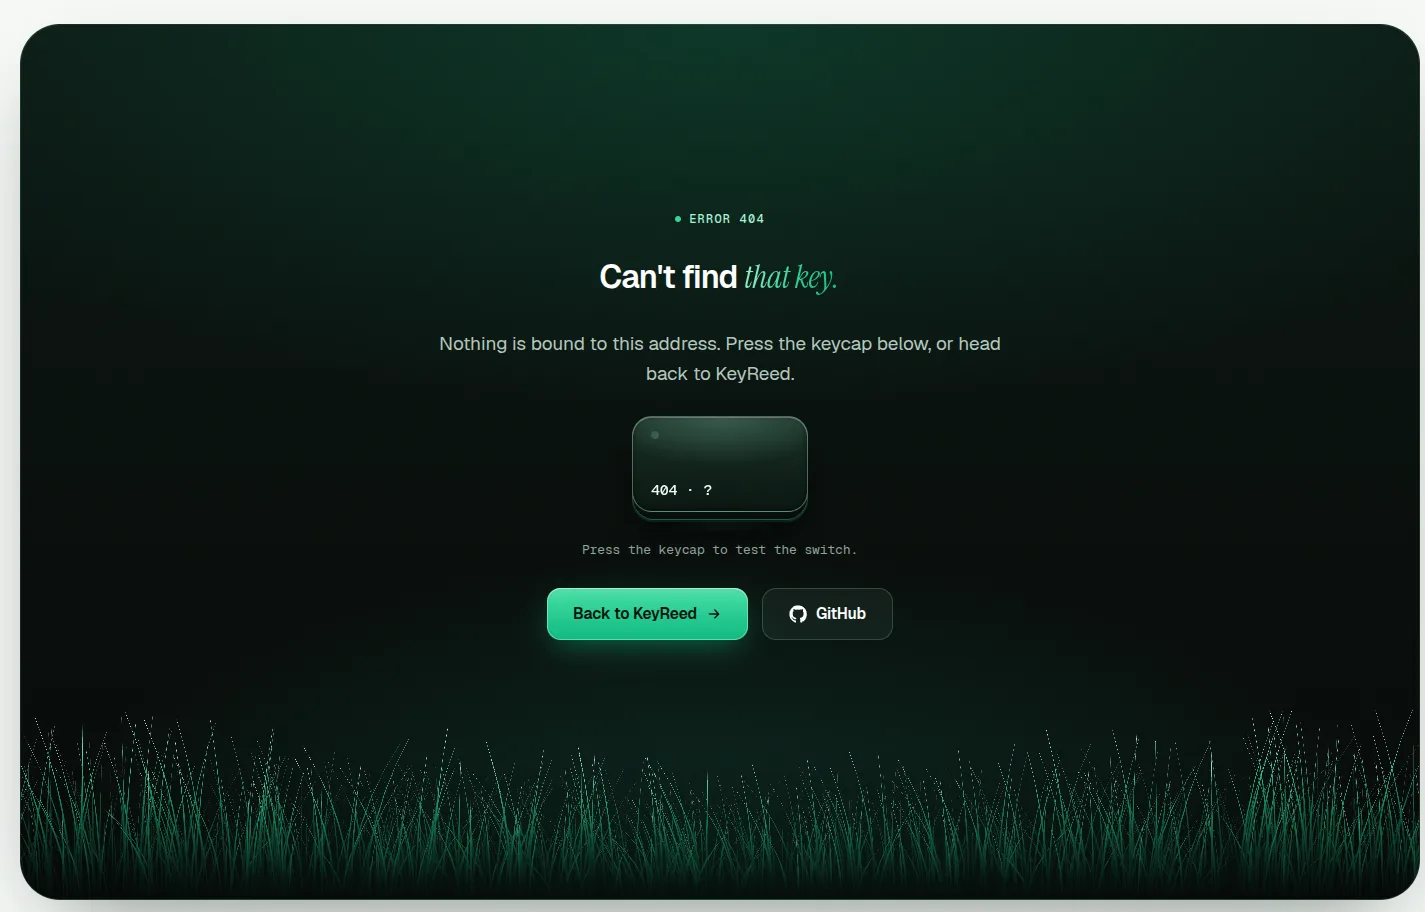 ERROR 404
Can't find that key.
Nothing is bound to this address. Press the keycap below, or head
back to KeyReed.
404 · ?
Press the keycap to test the switch.
Back to KeyReed →
GitHub